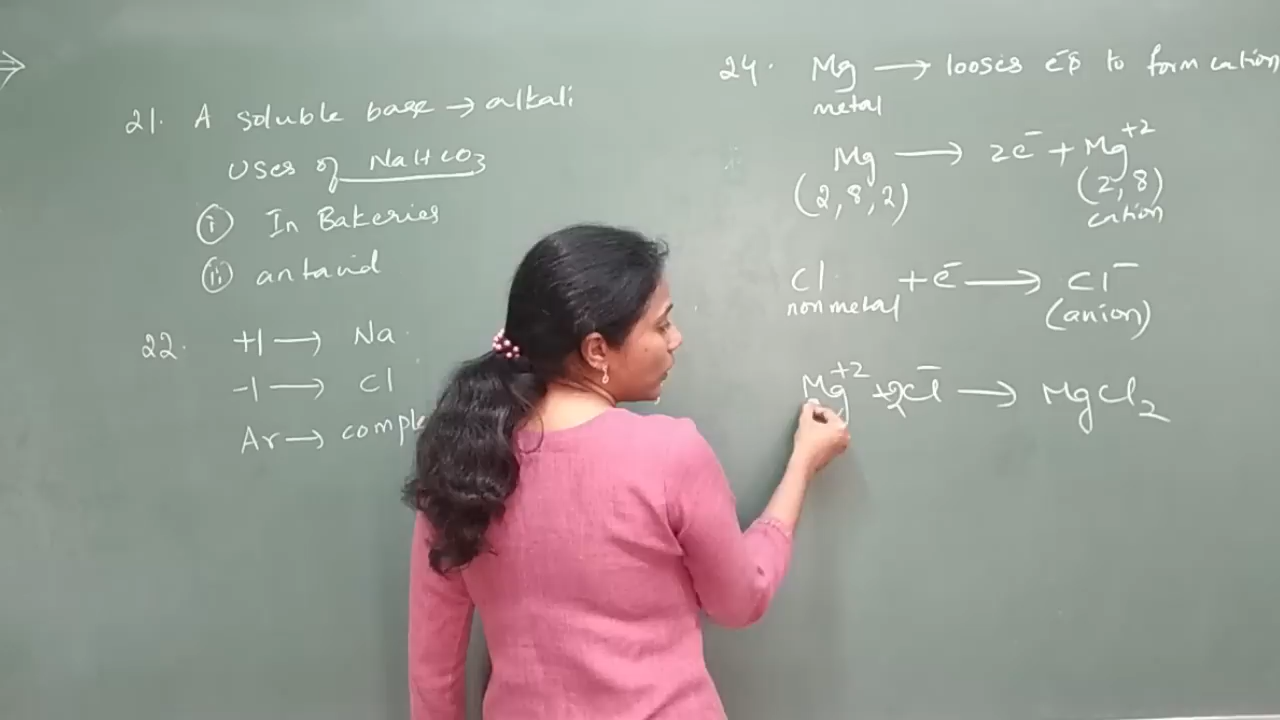 21. A soluble base → alkali
Uses of NaHCO3
(i) In Bakeries
(ii) antacid
22. +1 → Na.
-1 → Cl
Ar → comple
24. Mg → looses e⁻s to form cation
metal
Mg → 2e⁻ + Mg⁺²
(2, 8, 2) (2, 8)
cation
Cl + e⁻ → Cl⁻
non metal (anion)
Mg⁺² + 2Cl⁻ → MgCl2